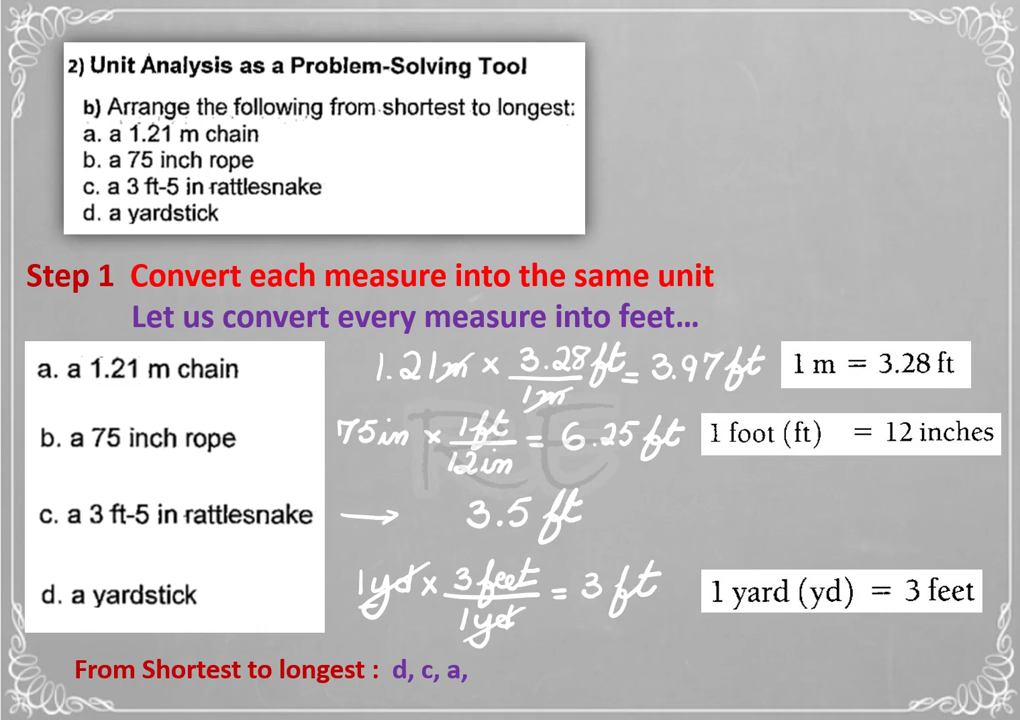 2) Unit Analysis as a Problem-Solving Tool
b) Arrange the following from shortest to longest:
a. a 1.21 m chain
b. a 75 inch rope
c. a 3 ft-5 in rattlesnake
d. a yardstick
Step 1 Convert each measure into the same unit
Let us convert every measure into feet...
a. a 1.21 m chain 1.21m × 3.28ft/1m = 3.97ft 1 m = 3.28 ft
b. a 75 inch rope 75in × 1ft/12in = 6.25ft 1 foot (ft) = 12 inches
c. a 3 ft-5 in rattlesnake → 3.5 ft
d. a yardstick 1yd × 3feet/1yd = 3 ft 1 yard (yd) = 3 feet
RE
From Shortest to longest : d, c, a,